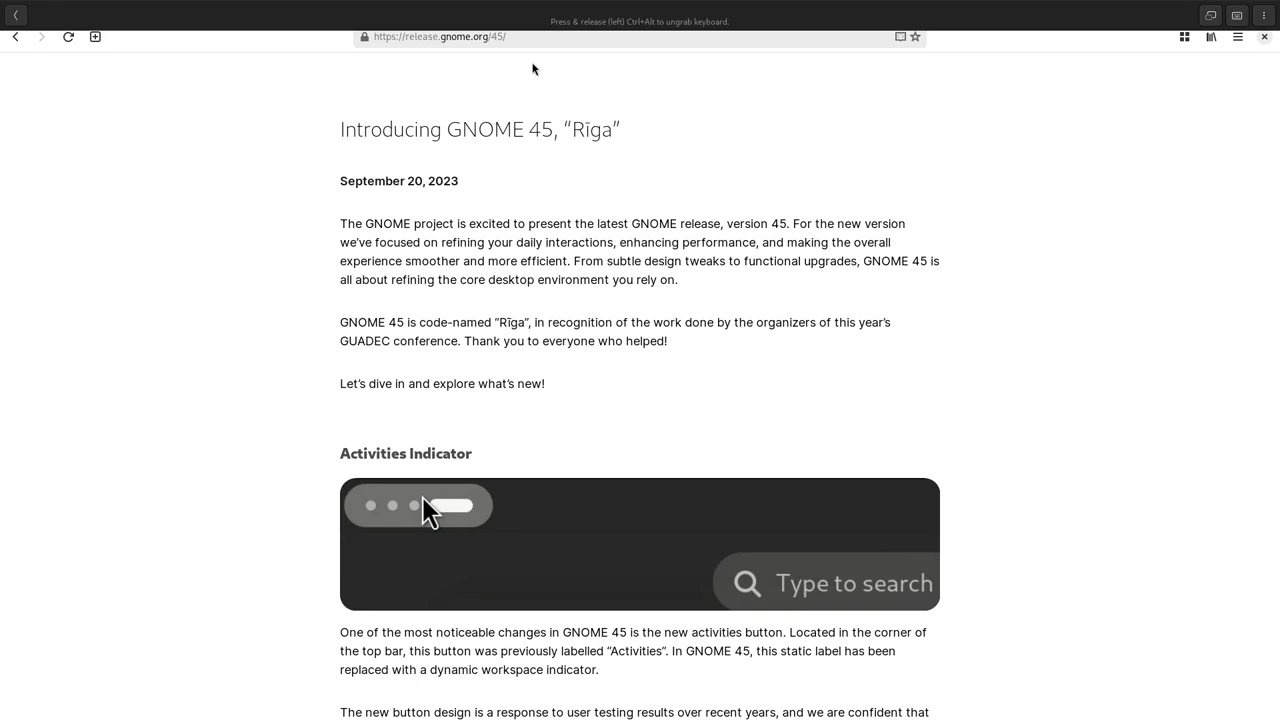 Press & release (left) Ctrl+Alt to ungrab keyboard.
https://release.gnome.org/45/
Introducing GNOME 45, “Rīga”
September 20, 2023
The GNOME project is excited to present the latest GNOME release, version 45. For the new version
we’ve focused on refining your daily interactions, enhancing performance, and making the overall
experience smoother and more efficient. From subtle design tweaks to functional upgrades, GNOME 45 is
all about refining the core desktop environment you rely on.
GNOME 45 is code-named “Rīga”, in recognition of the work done by the organizers of this year’s
GUADEC conference. Thank you to everyone who helped!
Let’s dive in and explore what’s new!
Activities Indicator
Type to search
One of the most noticeable changes in GNOME 45 is the new activities button. Located in the corner of
the top bar, this button was previously labelled “Activities”. In GNOME 45, this static label has been
replaced with a dynamic workspace indicator.
The new button design is a response to user testing results over recent years, and we are confident that